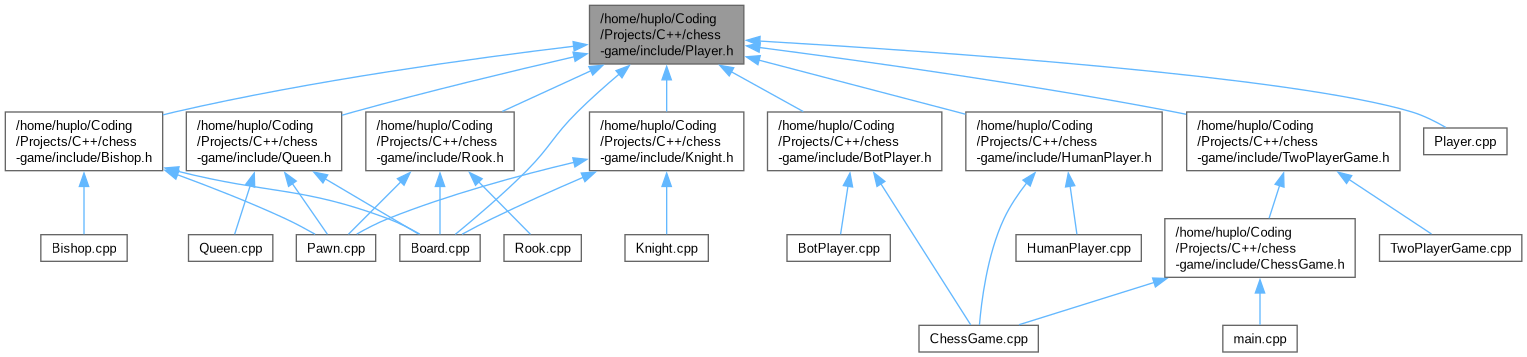 /home/huplo/Coding
/Projects/C++/chess
-game/include/Player.h
/home/huplo/Coding
/Projects/C++/chess
-game/include/Bishop.h
/home/huplo/Coding
/Projects/C++/chess
-game/include/Queen.h
/home/huplo/Coding
/Projects/C++/chess
-game/include/Rook.h
/home/huplo/Coding
/Projects/C++/chess
-game/include/Knight.h
/home/huplo/Coding
/Projects/C++/chess
-game/include/BotPlayer.h
/home/huplo/Coding
/Projects/C++/chess
-game/include/HumanPlayer.h
/home/huplo/Coding
/Projects/C++/chess
-game/include/TwoPlayerGame.h
Player.cpp
Bishop.cpp
Queen.cpp
Pawn.cpp
Board.cpp
Rook.cpp
Knight.cpp
BotPlayer.cpp
HumanPlayer.cpp
/home/huplo/Coding
/Projects/C++/chess
-game/include/ChessGame.h
TwoPlayerGame.cpp
ChessGame.cpp
main.cpp